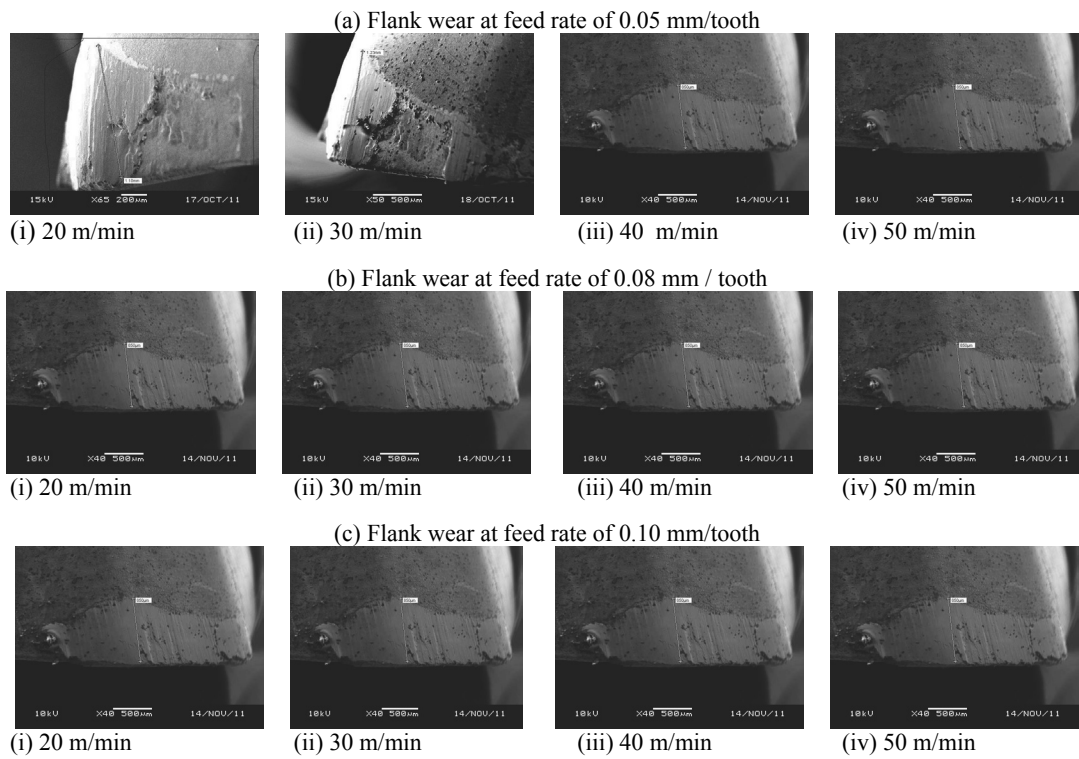 (a) Flank wear at feed rate of 0.05 mm/tooth
1.10mm
15kV X65 200μm 17/OCT/11
1.23mm
15kV X50 500μm 18/OCT/11
10kV X40 500μm 14/NOV/11
10kV X40 500μm 14/NOV/11
(i) 20 m/min (ii) 30 m/min (iii) 40 m/min (iv) 50 m/min
(b) Flank wear at feed rate of 0.08 mm / tooth
10kV X40 500μm 14/NOV/11
10kV X40 500μm 14/NOV/11
10kV X40 500μm 14/NOV/11
10kV X40 500μm 14/NOV/11
(i) 20 m/min (ii) 30 m/min (iii) 40 m/min (iv) 50 m/min
(c) Flank wear at feed rate of 0.10 mm/tooth
10kV X40 500μm 14/NOV/11
10kV X40 500μm 14/NOV/11
10kV X40 500μm 14/NOV/11
10kV X40 500μm 14/NOV/11
(i) 20 m/min (ii) 30 m/min (iii) 40 m/min (iv) 50 m/min